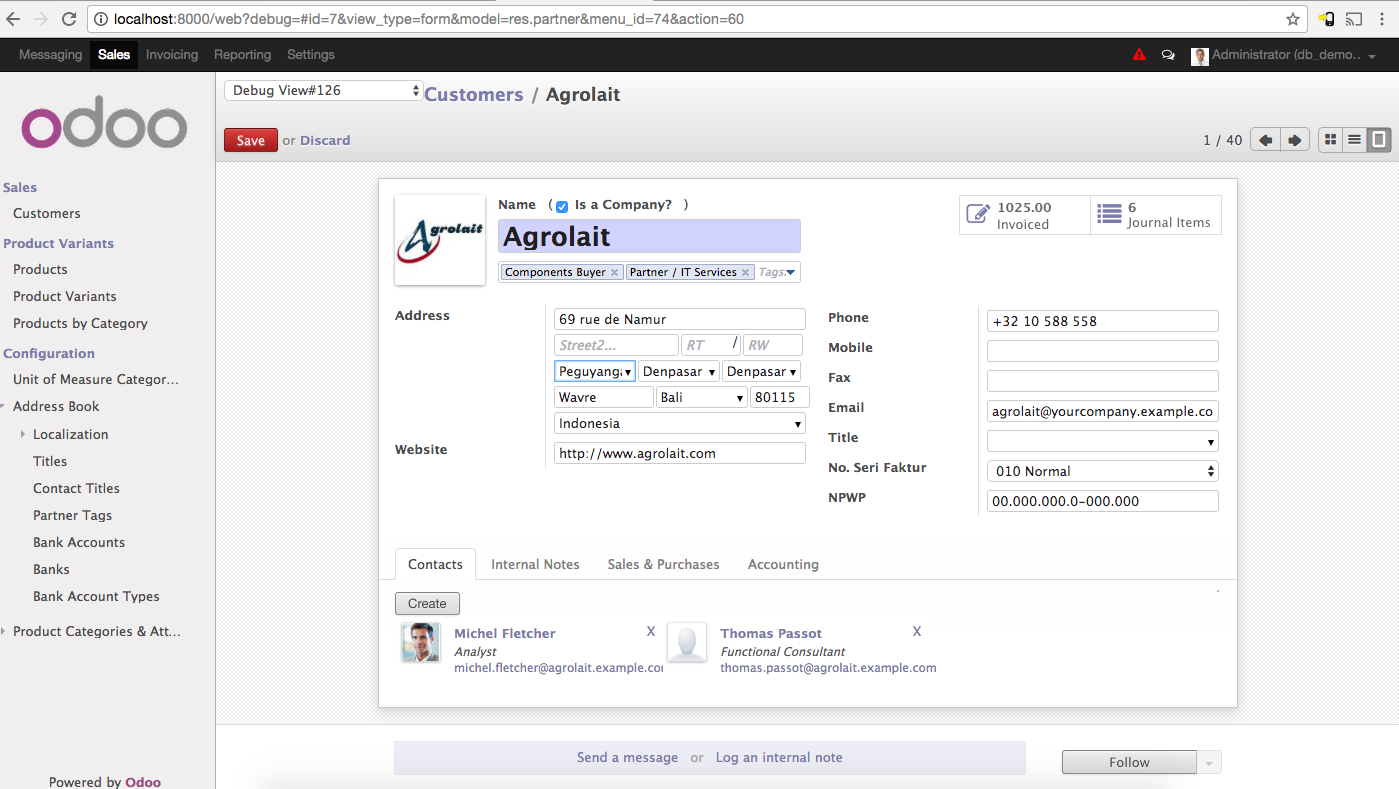 localhost:8000/web?debug=#id=7&view_type=form&model=res.partner&menu_id=74&action=60
Messaging Sales Invoicing Reporting Settings Administrator (db_demo..
odoo
Debug View#126 Customers / Agrolait
Save or Discard 1 / 40
Sales
Customers
Product Variants
Products
Product Variants
Products by Category
Configuration
Unit of Measure Categor...
Address Book
Localization
Titles
Contact Titles
Partner Tags
Bank Accounts
Banks
Bank Account Types
Product Categories & Att...
Powered by Odoo
Agrolait
Name ( Is a Company? )
Agrolait
Components Buyer × Partner / IT Services × Tags.
1025.00
Invoiced
6
Journal Items
Address
69 rue de Namur
Street2... RT / RW
Peguyanga Denpasar Denpasar
Wavre Bali 80115
Indonesia
Website http://www.agrolait.com
Phone +32 10 588 558
Mobile
Fax
Email agrolait@yourcompany.example.co
Title
No. Seri Faktur 010 Normal
NPWP 00.000.000.0-000.000
Contacts Internal Notes Sales & Purchases Accounting
Create
Michel Fletcher X
Analyst
michel.fletcher@agrolait.example.com
Thomas Passot X
Functional Consultant
thomas.passot@agrolait.example.com
Send a message or Log an internal note
Follow